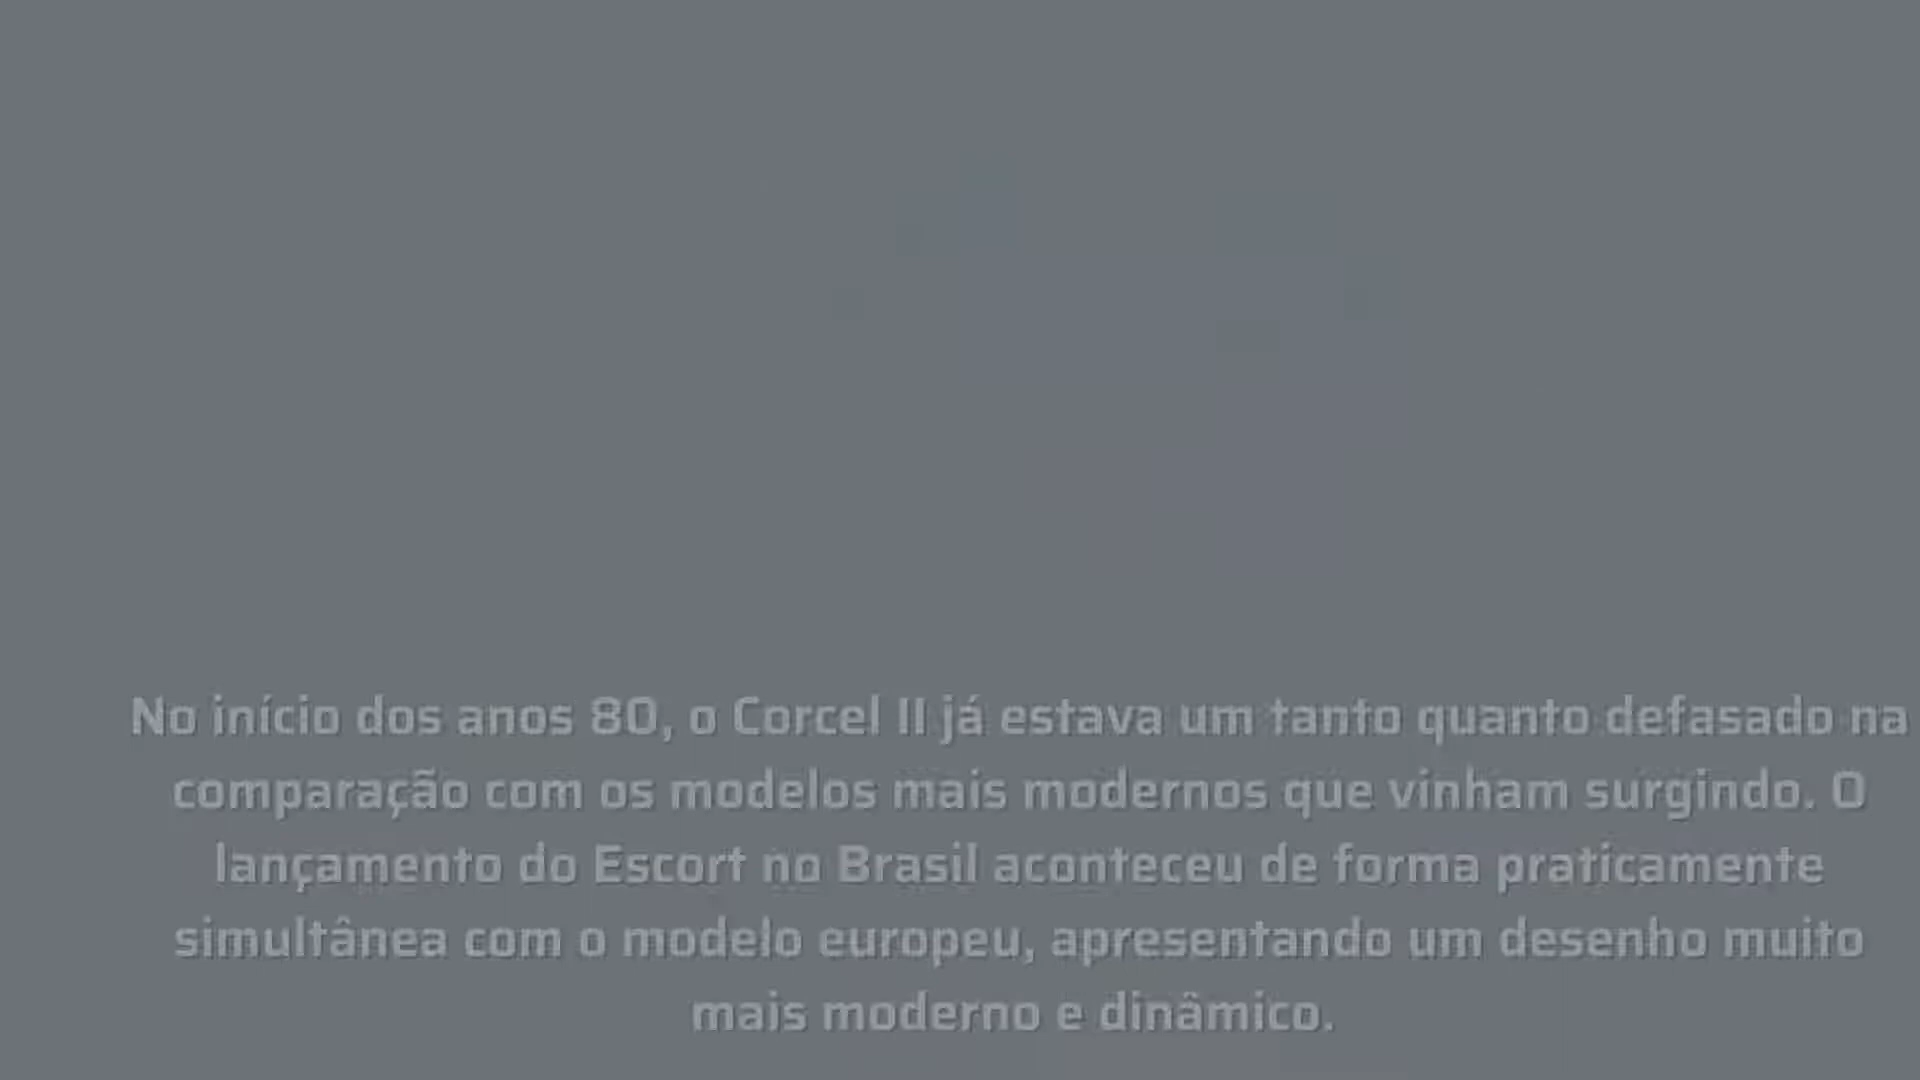 No início dos anos 80, o Corcel II já estava um tanto quanto defasado na
comparação com os modelos mais modernos que vinham surgindo. O
lançamento do Escort no Brasil aconteceu de forma praticamente
simultânea com o modelo europeu, apresentando um desenho muito
mais moderno e dinâmico.